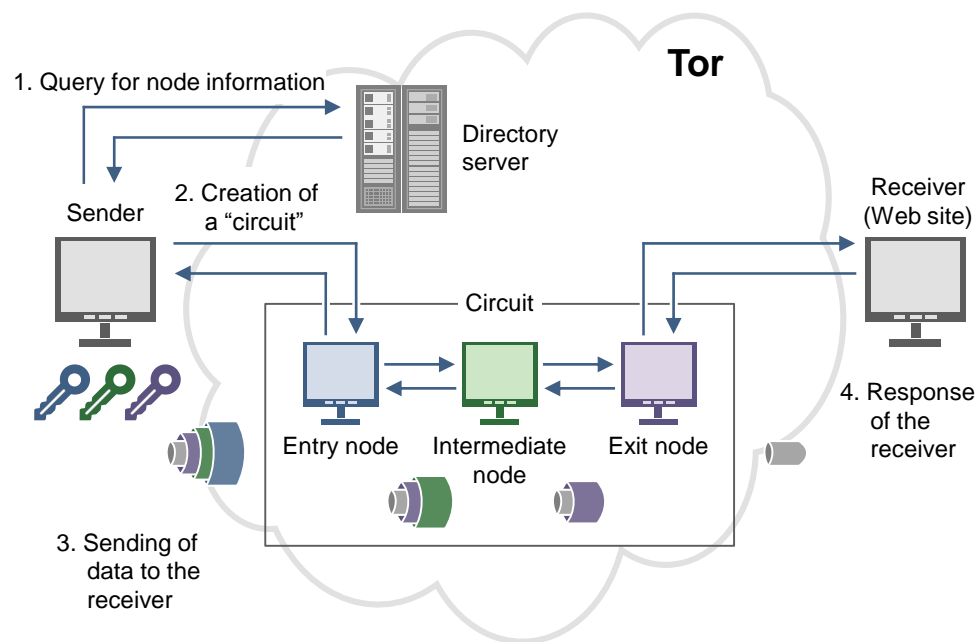 Tor
1. Query for node information
Directory
server
2. Creation of
a “circuit”
Sender
Receiver
(Web site)
Circuit
Entry node
Intermediate
node
Exit node
4. Response
of the
receiver
3. Sending of
data to the
receiver